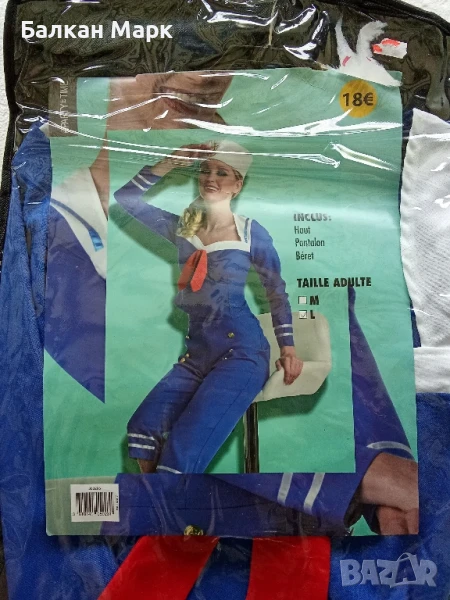 Балкан Марк
18€
INCLUS:
Haut
Pantalon
Béret
TAILLE ADULTE
M
L
BAZAR